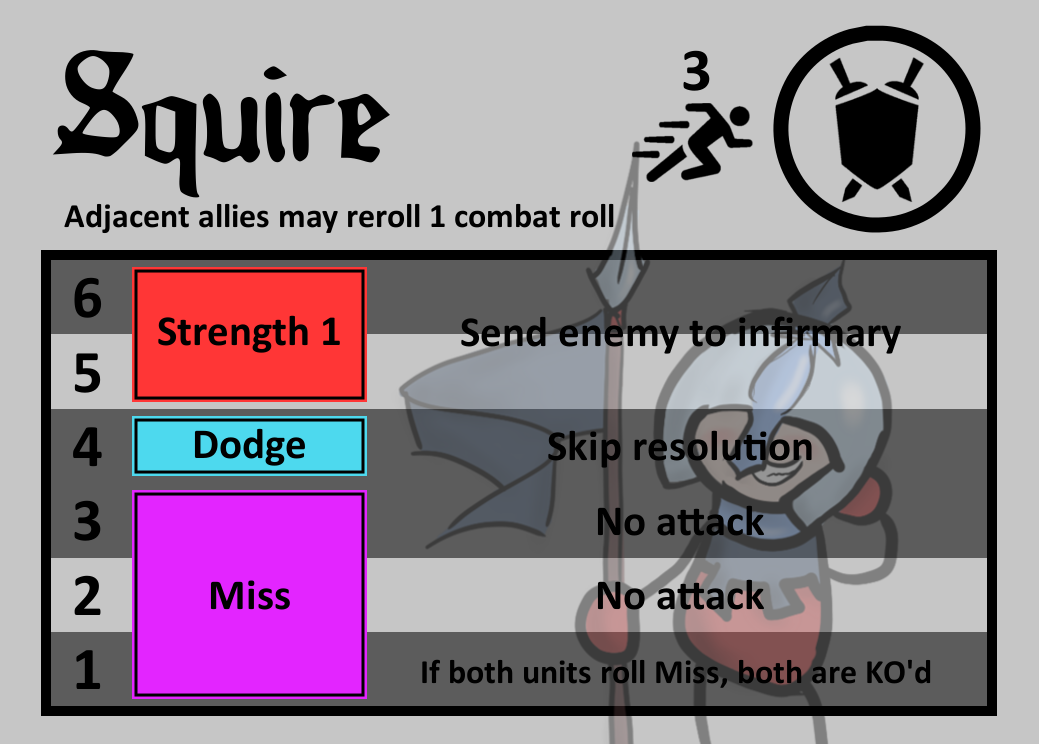 Squire
3
Adjacent allies may reroll 1 combat roll
6
Strength 1
Send enemy to infirmary
5
4
Dodge
Skip resolution
3
No attack
2
Miss
No attack
1
If both units roll Miss, both are KO'd